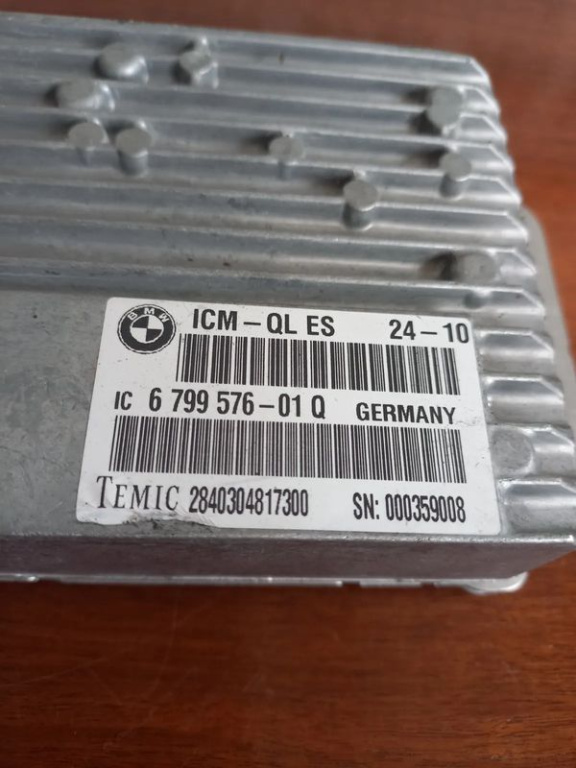 BMW
ICM-QL ES 24-10
IC 6 799 576-01 Q GERMANY
TEMIC 2840304817300 SN: 000359008